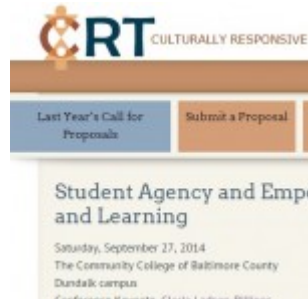 CRT CULTURALLY RESPONSIVE
Last Year's Call for
Proposals
Submit a Proposal
Student Agency and Emp
and Learning
Saturday, September 27, 2014
The Community College of Baltimore County
Dundalk campus